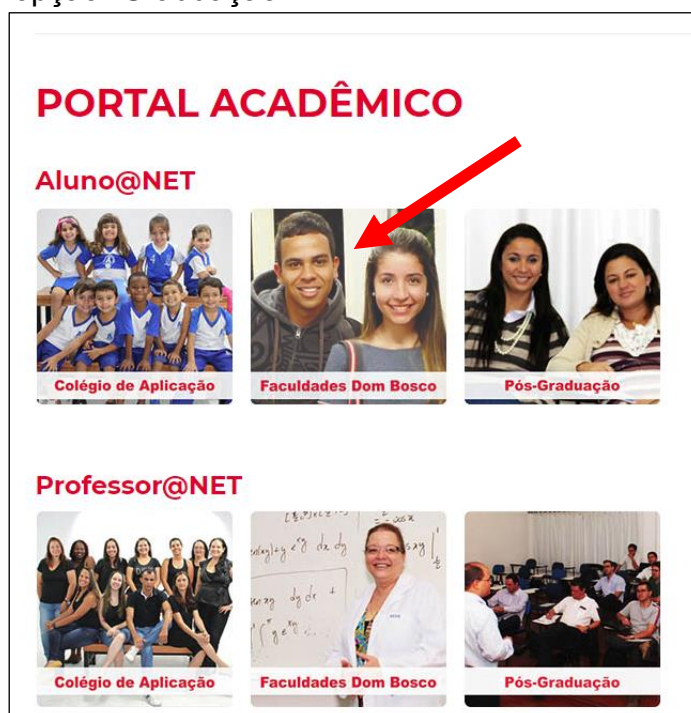 PORTAL ACADÊMICO
Aluno@NET
Colégio de Aplicação
Faculdades Dom Bosco
Pós-Graduação
Professor@NET
Colégio de Aplicação
Faculdades Dom Bosco
Pós-Graduação